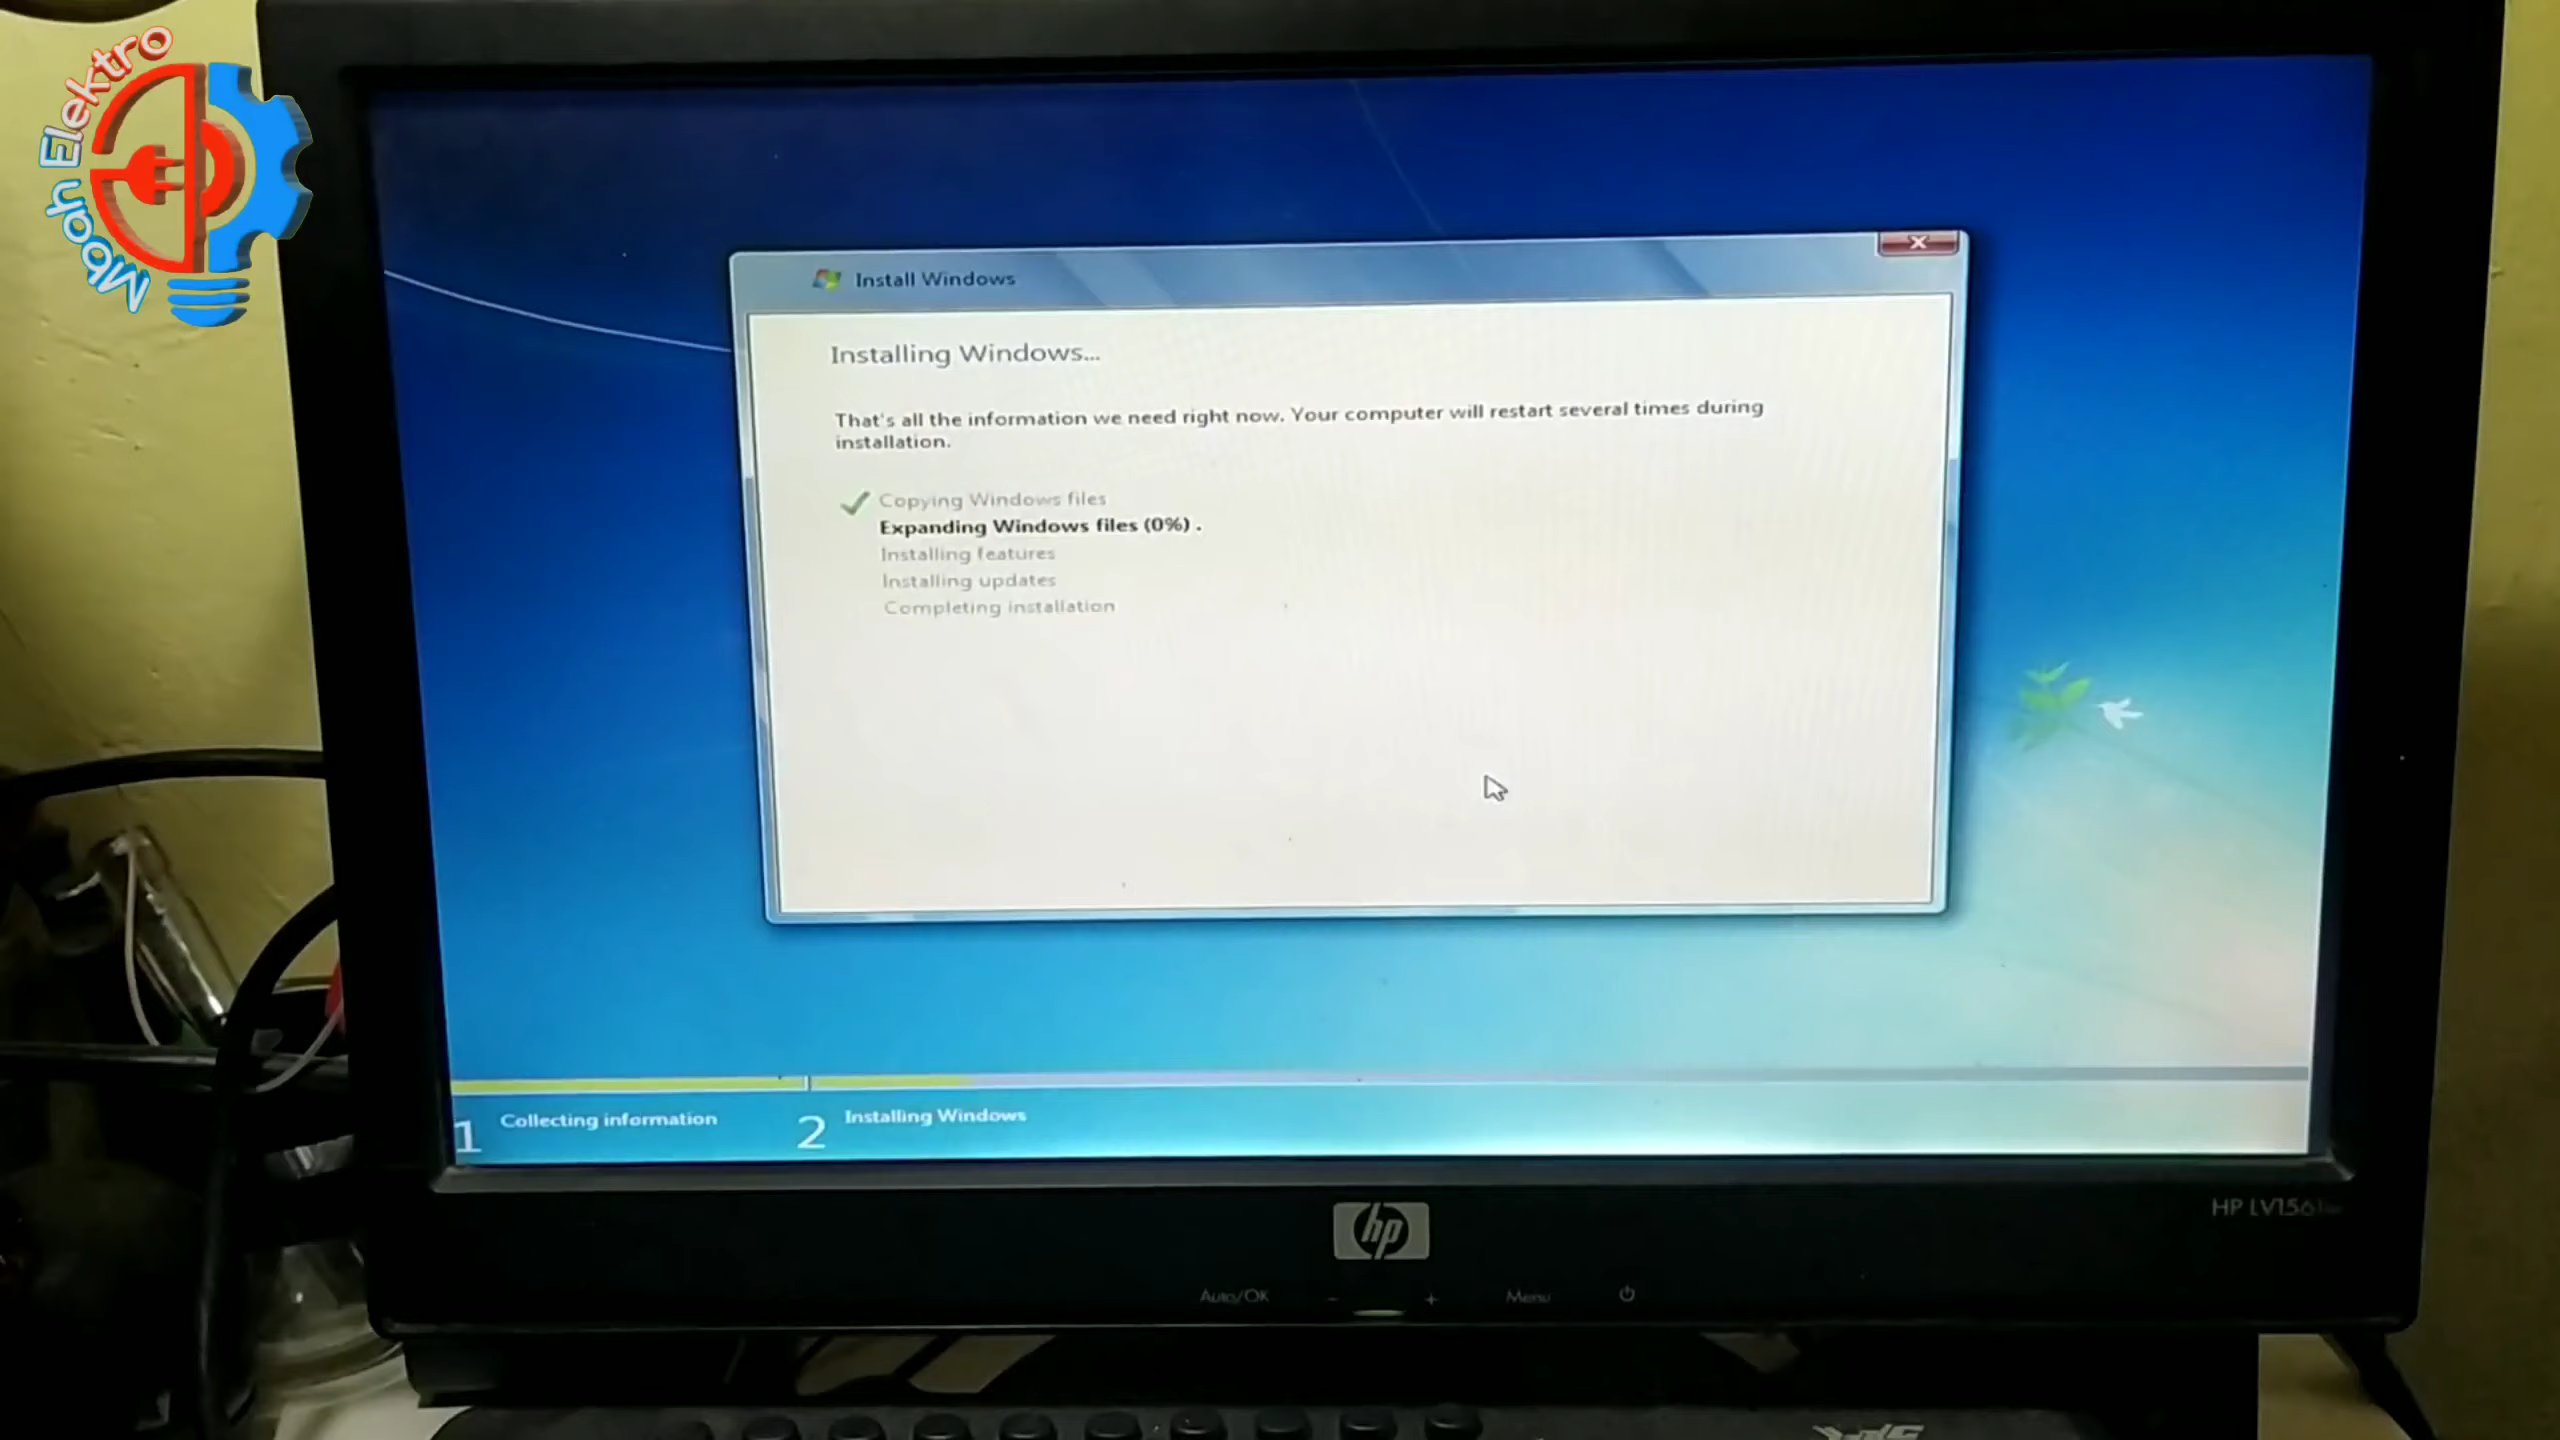 Mbah Elektro
Install Windows
Installing Windows...
That's all the information we need right now. Your computer will restart several times during
installation.
Copying Windows files
Expanding Windows files (0%) .
Installing features
Installing updates
Completing installation
1 Collecting information
2 Installing Windows
hp
HP
Auto/OK - + Menu